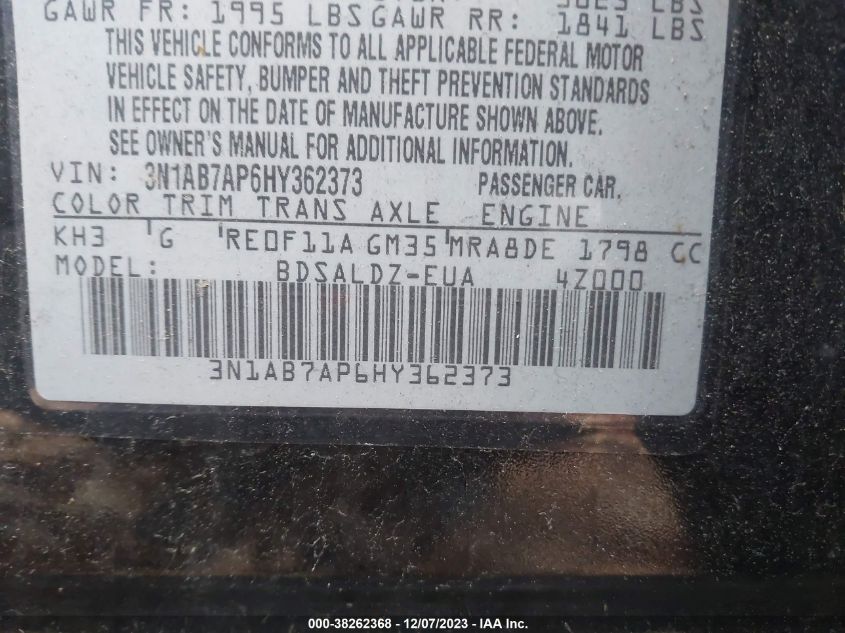 GAWR FR: 1995 LBS GAWR RR: 1841 LBS
THIS VEHICLE CONFORMS TO ALL APPLICABLE FEDERAL MOTOR
VEHICLE SAFETY, BUMPER AND THEFT PREVENTION STANDARDS
IN EFFECT ON THE DATE OF MANUFACTURE SHOWN ABOVE.
SEE OWNER'S MANUAL FOR ADDITIONAL INFORMATION.
VIN: 3N1AB7AP6HY362373 PASSENGER CAR.
COLOR TRIM TRANS AXLE ENGINE
KH3 G RE0F11A GM35 MRA8DE 1798 CC
MODEL: BDSALDZ-EUA 4Z000
3N1AB7AP6HY362373
000-38262368 - 12/07/2023 - IAA Inc.